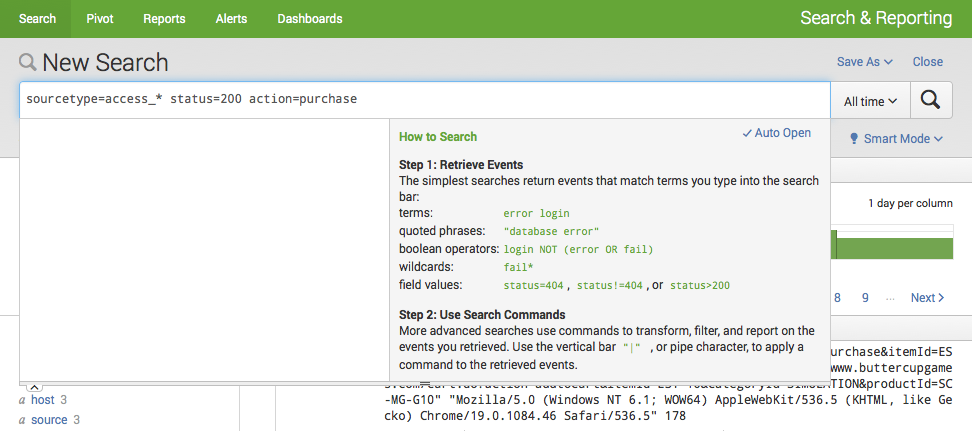 Search Pivot Reports Alerts Dashboards Search & Reporting
New Search Save As Close
sourcetype=access_* status=200 action=purchase All time
How to Search Auto Open
Smart Mode
Step 1: Retrieve Events
The simplest searches return events that match terms you type into the search
bar:
1 day per column
terms: error login
quoted phrases: "database error"
boolean operators: login NOT (error OR fail)
wildcards: fail*
field values: status=404 , status!=404 , or status>200
8 9 ... Next
Step 2: Use Search Commands
More advanced searches use commands to transform, filter, and report on the
events you retrieved. Use the vertical bar "|" , or pipe character, to apply a
command to the retrieved events.
urchase&itemId=ES
www.buttercupgame
ATION&productId=SC
a host 3
-MG-G10" "Mozilla/5.0 (Windows NT 6.1; WOW64) AppleWebKit/536.5 (KHTML, like Ge
a source 3
cko) Chrome/19.0.1084.46 Safari/536.5" 178